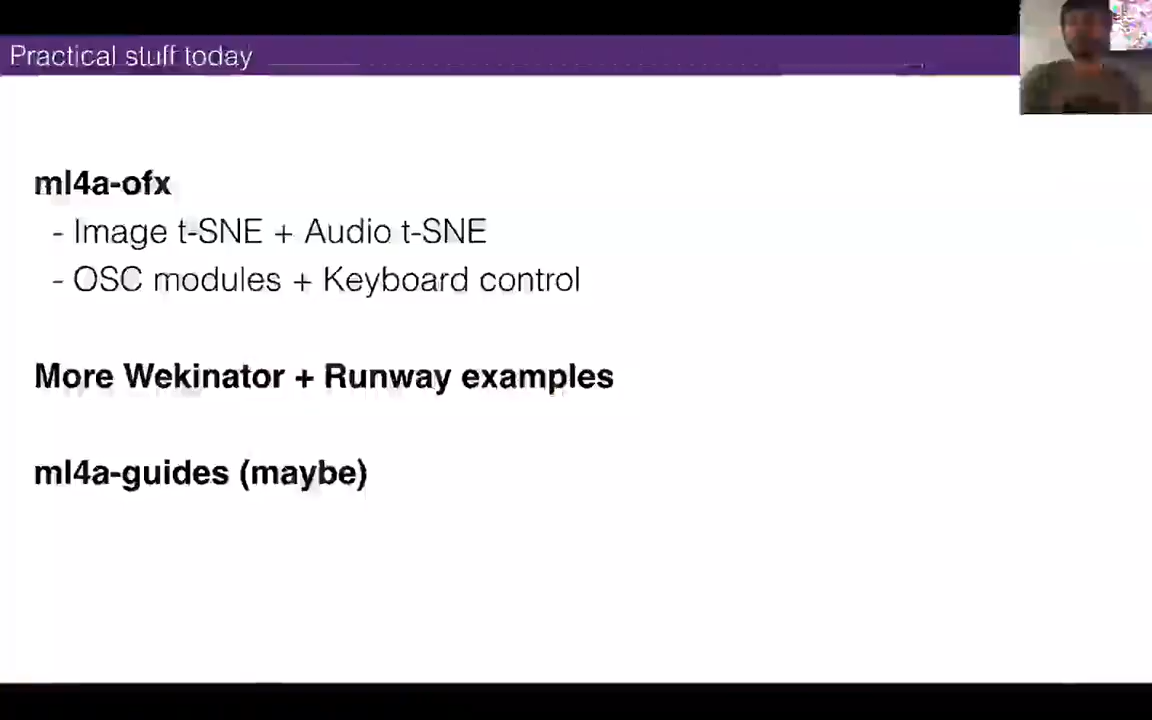 Practical stuff today
ml4a-ofx
- Image t-SNE + Audio t-SNE
- OSC modules + Keyboard control
More Wekinator + Runway examples
ml4a-guides (maybe)